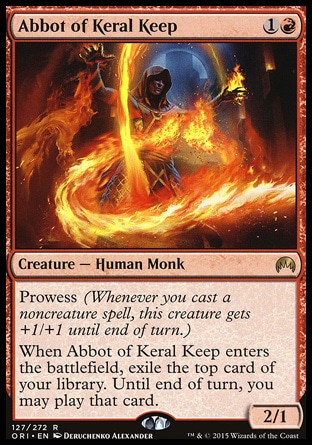 Abbot of Keral Keep 1
Creature — Human Monk
Prowess (Whenever you cast a
noncreature spell, this creature gets
+1/+1 until end of turn.)
When Abbot of Keral Keep enters
the battlefield, exile the top card of
your library. Until end of turn, you
may play that card.
2/1
127/272 R
ORI • EN Deruchenko Alexander
™ & © 2015 Wizards of the Coast